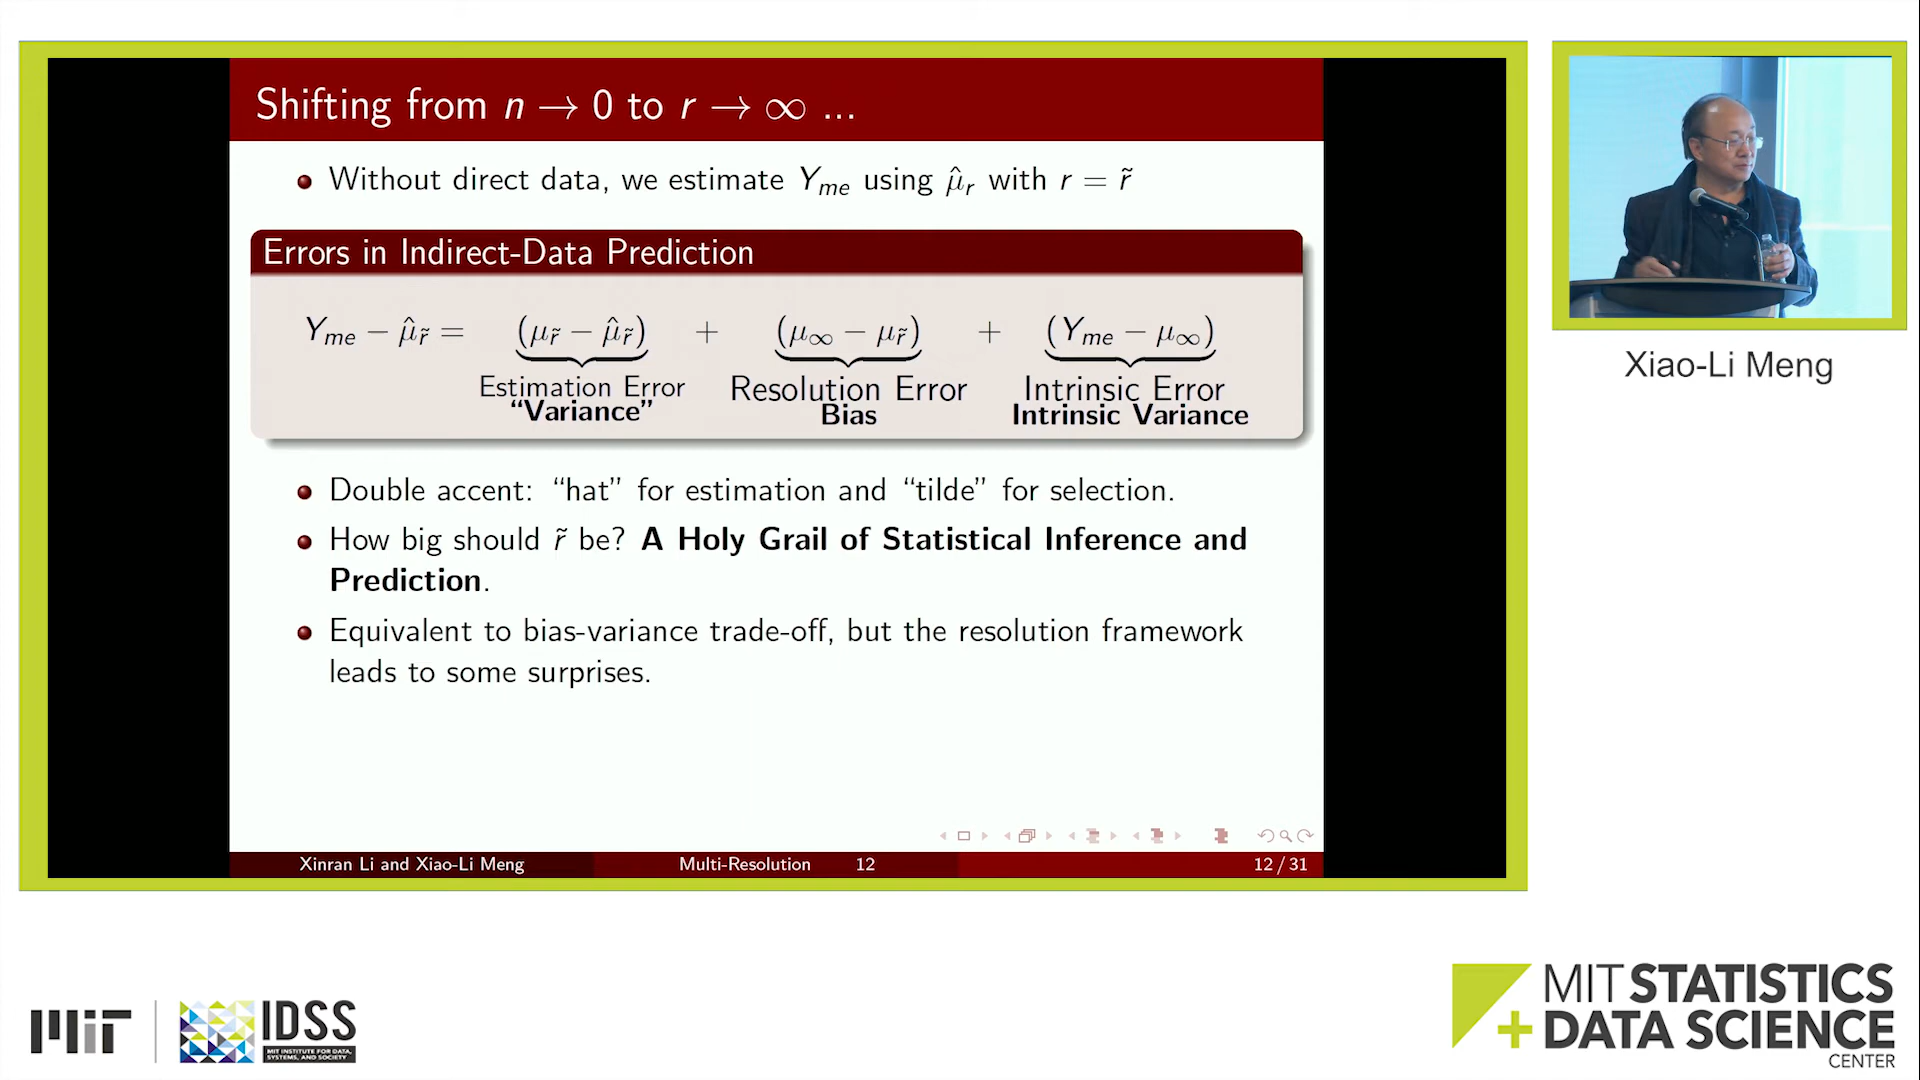 Shifting from n → 0 to r → ∞ ...
Without direct data, we estimate Y_me using μ̂_r with r = r̃
Errors in Indirect-Data Prediction
Y_me − μ̂_r̃ = (μ_r̃ − μ̂_r̃) + (μ_∞ − μ_r̃) + (Y_me − μ_∞)
Estimation Error Resolution Error Intrinsic Error
“Variance” Bias Intrinsic Variance
Double accent: “hat” for estimation and “tilde” for selection.
How big should r̃ be? A Holy Grail of Statistical Inference and
Prediction.
Equivalent to bias-variance trade-off, but the resolution framework
leads to some surprises.
Xinran Li and Xiao-Li Meng Multi-Resolution 12 12 / 31
Xiao-Li Meng
MIT
IDSS
MIT INSTITUTE FOR DATA,
SYSTEMS, AND SOCIETY
MIT STATISTICS
+ DATA SCIENCE
CENTER